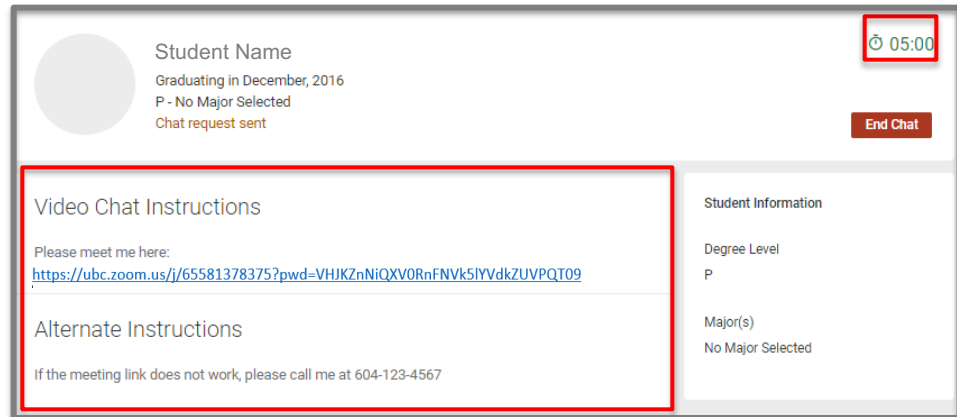 Student Name
05:00
Graduating in December, 2016
P - No Major Selected
Chat request sent
End Chat
Video Chat Instructions
Please meet me here:
https://ubc.zoom.us/j/65581378375?pwd=VHJKZnNiQXV0RnFNVk5lYVdkZUVPQT09
Alternate Instructions
If the meeting link does not work, please call me at 604-123-4567
Student Information
Degree Level
P
Major(s)
No Major Selected